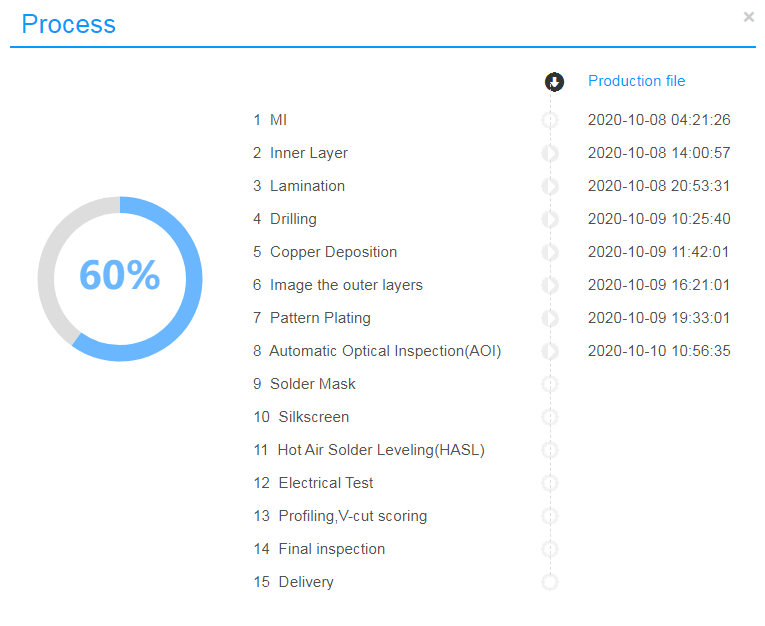 Process
×
Production file
1 MI 2020-10-08 04:21:26
2 Inner Layer 2020-10-08 14:00:57
3 Lamination 2020-10-08 20:53:31
4 Drilling 2020-10-09 10:25:40
5 Copper Deposition 2020-10-09 11:42:01
6 Image the outer layers 2020-10-09 16:21:01
7 Pattern Plating 2020-10-09 19:33:01
8 Automatic Optical Inspection(AOI) 2020-10-10 10:56:35
9 Solder Mask
10 Silkscreen
11 Hot Air Solder Leveling(HASL)
12 Electrical Test
13 Profiling,V-cut scoring
14 Final inspection
15 Delivery
60%